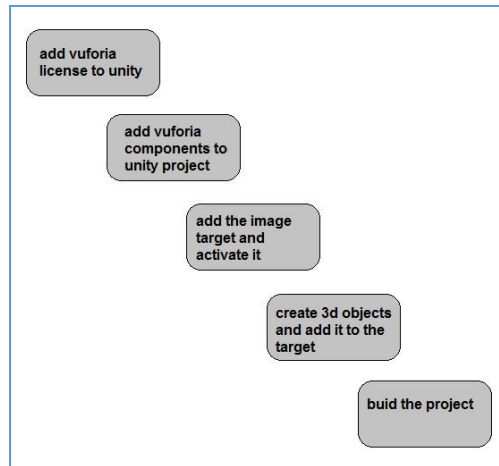 add vuforia
license to unity
add vuforia
components to
unity project
add the image
target and
activate it
create 3d objects
and add it to the
target
buid the project